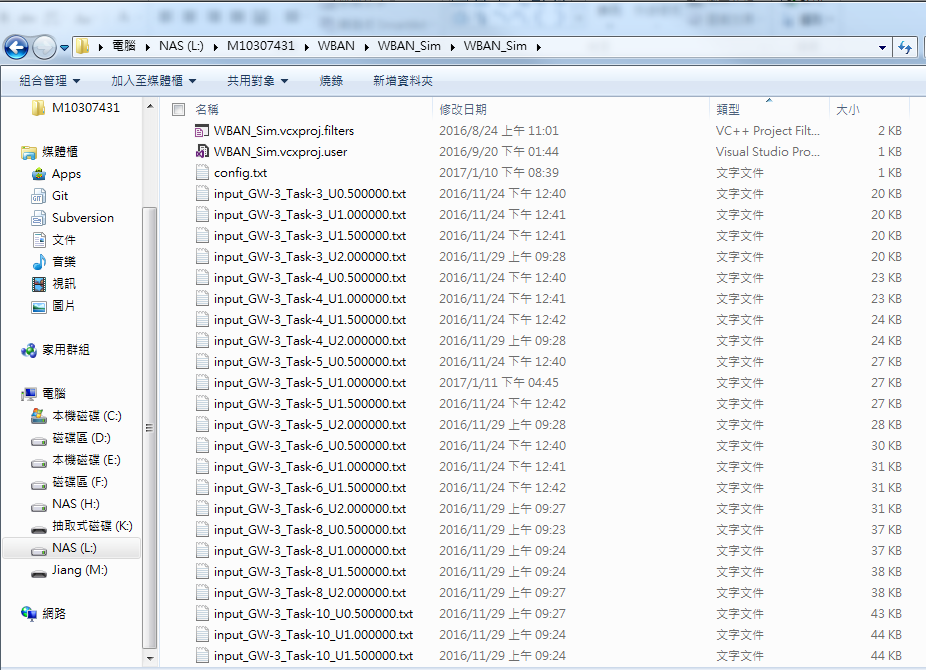 電腦 NAS (L:) M10307431 WBAN WBAN_Sim WBAN_Sim
組合管理 加入至媒體櫃 共用對象 燒錄 新增資料夾
M10307431
媒體櫃
Apps
Git
Subversion
文件
音樂
視訊
圖片
家用群組
電腦
本機磁碟 (C:)
磁碟區 (D:)
本機磁碟 (E:)
磁碟區 (F:)
NAS (H:)
抽取式磁碟 (K:)
NAS (L:)
Jiang (M:)
網路
名稱 修改日期 類型 大小
WBAN_Sim.vcxproj.filters 2016/8/24 上午 11:01 VC++ Project Filt... 2 KB
WBAN_Sim.vcxproj.user 2016/9/20 下午 01:44 Visual Studio Pro... 1 KB
config.txt 2017/1/10 下午 08:39 文字文件 1 KB
input_GW-3_Task-3_U0.500000.txt 2016/11/24 下午 12:40 文字文件 20 KB
input_GW-3_Task-3_U1.000000.txt 2016/11/24 下午 12:41 文字文件 20 KB
input_GW-3_Task-3_U1.500000.txt 2016/11/24 下午 12:41 文字文件 20 KB
input_GW-3_Task-3_U2.000000.txt 2016/11/29 上午 09:28 文字文件 20 KB
input_GW-3_Task-4_U0.500000.txt 2016/11/24 下午 12:40 文字文件 23 KB
input_GW-3_Task-4_U1.000000.txt 2016/11/24 下午 12:41 文字文件 23 KB
input_GW-3_Task-4_U1.500000.txt 2016/11/24 下午 12:42 文字文件 24 KB
input_GW-3_Task-4_U2.000000.txt 2016/11/29 上午 09:28 文字文件 24 KB
input_GW-3_Task-5_U0.500000.txt 2016/11/24 下午 12:40 文字文件 27 KB
input_GW-3_Task-5_U1.000000.txt 2017/1/11 下午 04:45 文字文件 27 KB
input_GW-3_Task-5_U1.500000.txt 2016/11/24 下午 12:42 文字文件 27 KB
input_GW-3_Task-5_U2.000000.txt 2016/11/29 上午 09:28 文字文件 28 KB
input_GW-3_Task-6_U0.500000.txt 2016/11/24 下午 12:40 文字文件 30 KB
input_GW-3_Task-6_U1.000000.txt 2016/11/24 下午 12:41 文字文件 31 KB
input_GW-3_Task-6_U1.500000.txt 2016/11/24 下午 12:42 文字文件 31 KB
input_GW-3_Task-6_U2.000000.txt 2016/11/29 上午 09:27 文字文件 31 KB
input_GW-3_Task-8_U0.500000.txt 2016/11/29 上午 09:23 文字文件 37 KB
input_GW-3_Task-8_U1.000000.txt 2016/11/29 上午 09:24 文字文件 37 KB
input_GW-3_Task-8_U1.500000.txt 2016/11/29 上午 09:24 文字文件 38 KB
input_GW-3_Task-8_U2.000000.txt 2016/11/29 上午 09:27 文字文件 38 KB
input_GW-3_Task-10_U0.500000.txt 2016/11/29 上午 09:27 文字文件 43 KB
input_GW-3_Task-10_U1.000000.txt 2016/11/29 上午 09:24 文字文件 44 KB
input_GW-3_Task-10_U1.500000.txt 2016/11/29 上午 09:24 文字文件 44 KB